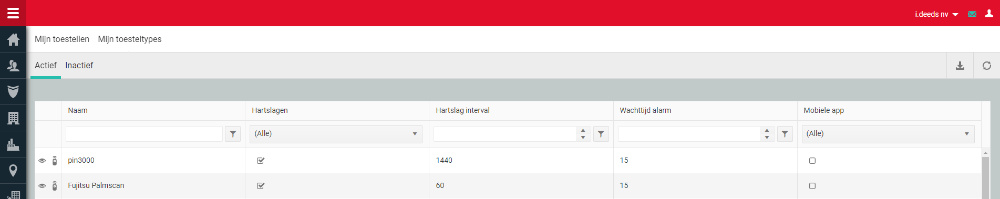 i.deeds nv
Mijn toestellen Mijn toesteltypes
Actief Inactief
Naam Hartslagen Hartslag interval Wachttijd alarm Mobiele app
(Alle) (Alle)
pin3000 1440 15
Fujitsu Palmscan 60 15